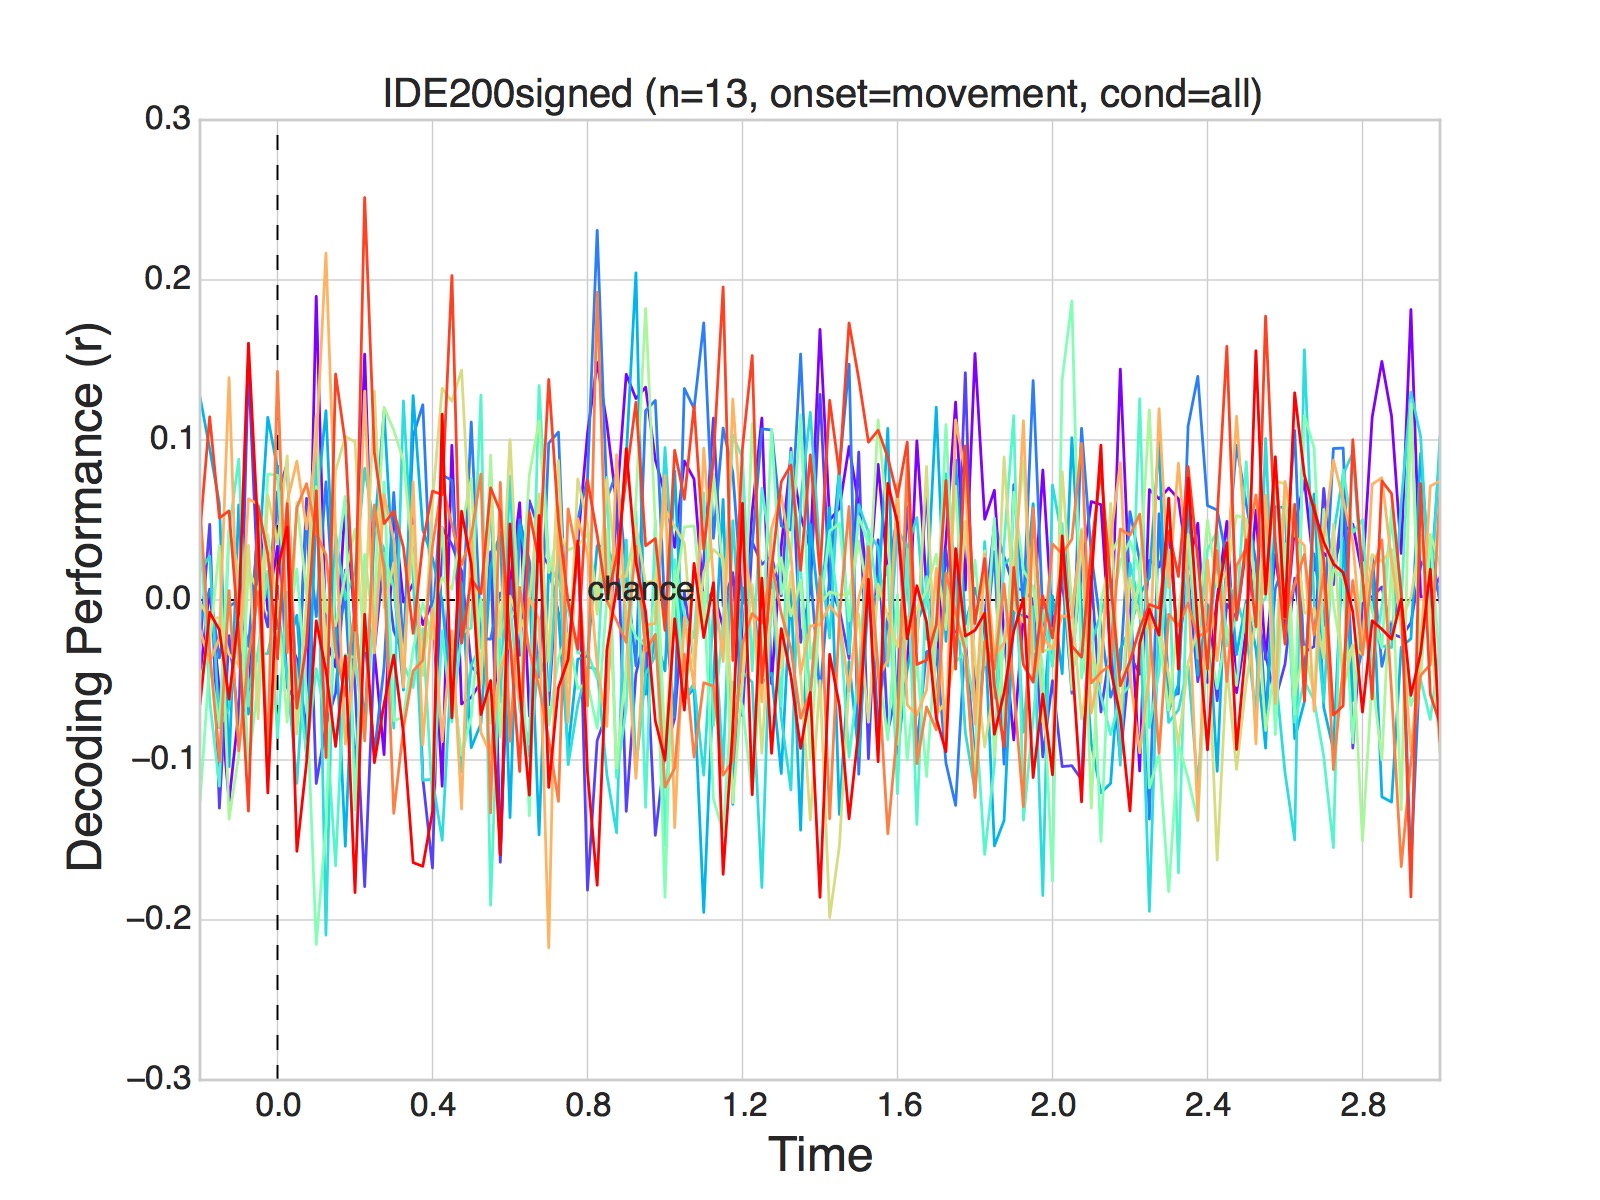 IDE200signed (n=13, onset=movement, cond=all)
0.3
0.2
0.1
0.0
−0.1
−0.2
−0.3
Decoding Performance (r)
chance
0.0 0.4 0.8 1.2 1.6 2.0 2.4 2.8
Time